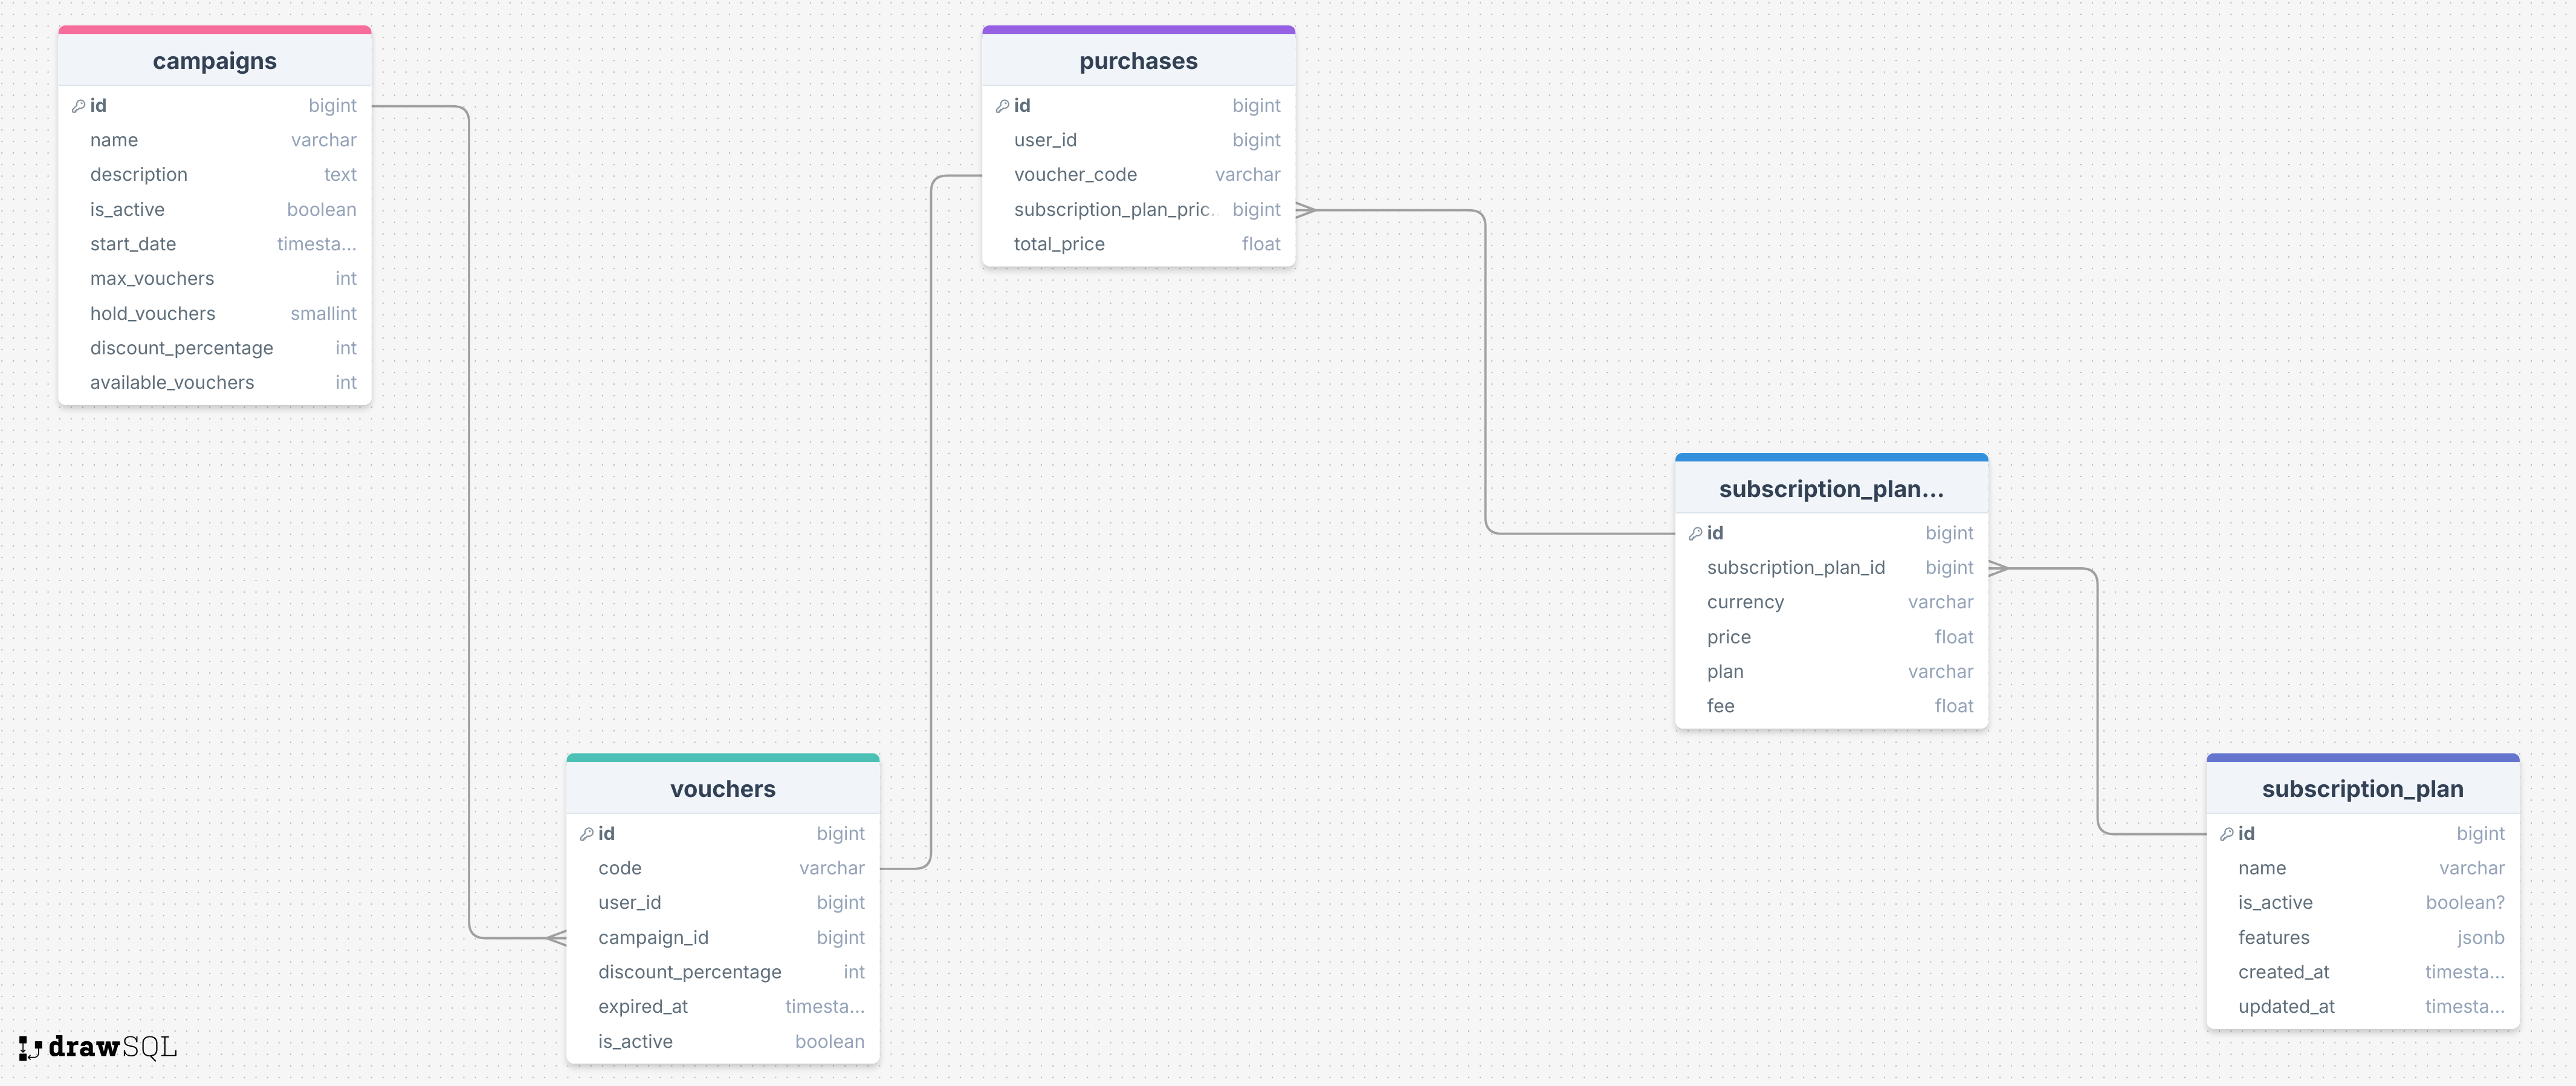 campaigns
id bigint
name varchar
description text
is_active boolean
start_date timesta...
max_vouchers int
hold_vouchers smallint
discount_percentage int
available_vouchers int
purchases
id bigint
user_id bigint
voucher_code varchar
subscription_plan_pric. bigint
total_price float
subscription_plan...
id bigint
subscription_plan_id bigint
currency varchar
price float
plan varchar
fee float
vouchers
id bigint
code varchar
user_id bigint
campaign_id bigint
discount_percentage int
expired_at timesta...
is_active boolean
subscription_plan
id bigint
name varchar
is_active boolean?
features jsonb
created_at timesta...
updated_at timesta...
drawSQL